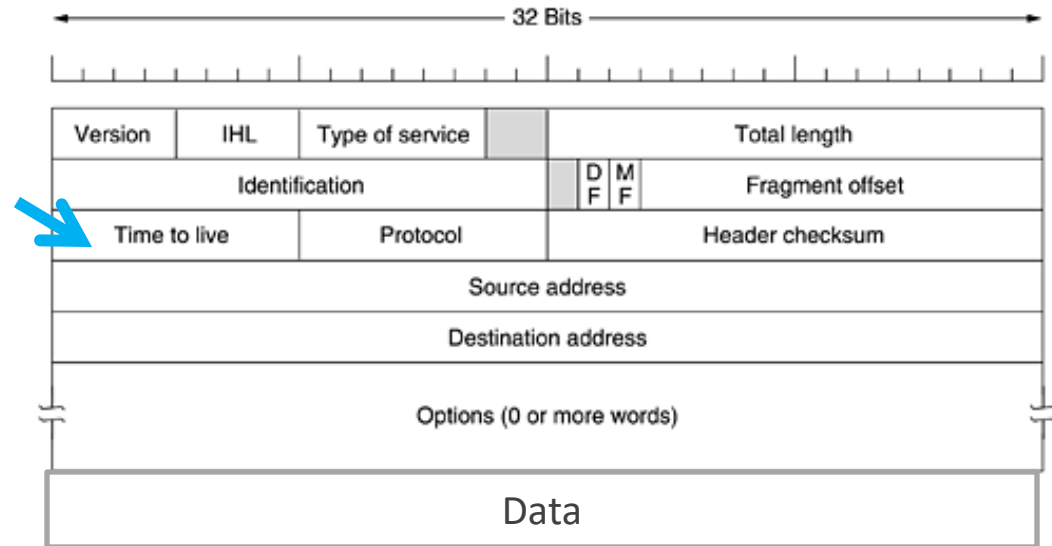 32 Bits
Version IHL Type of service Total length
Identification D F M F Fragment offset
Time to live Protocol Header checksum
Source address
Destination address
Options (0 or more words)
Data